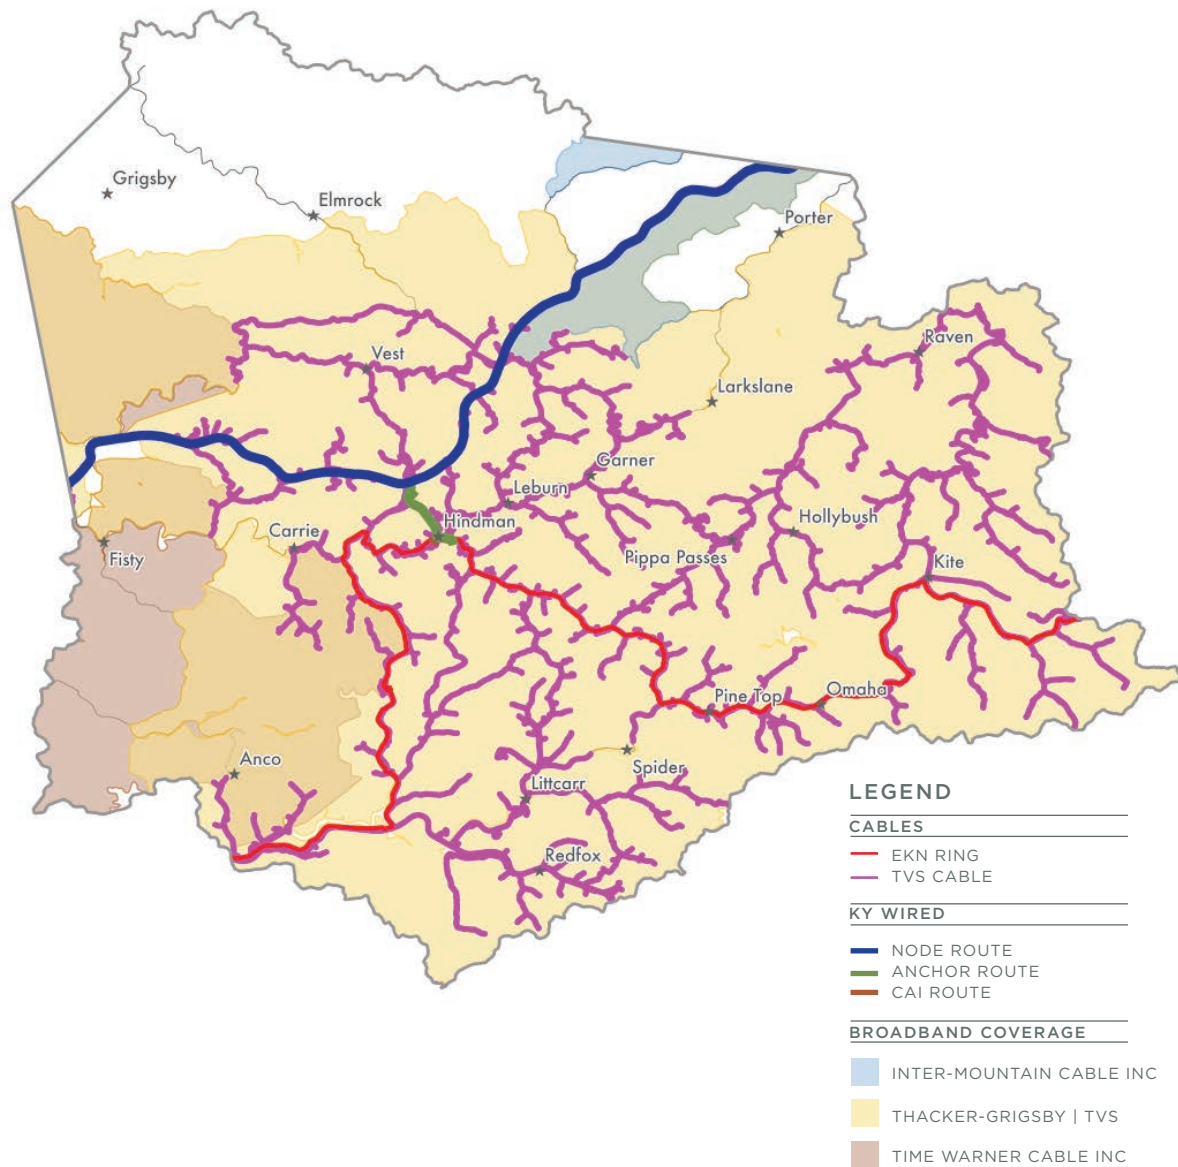 Grigsby
Elmrock
Porter
Raven
Vest
Larkslane
Garner
Leburn
Hindman
Hollybush
Carrie
Fisty
Pippa Passes
Kite
Pine Top
Omaha
Anco
Spider
Littcarr
Redfox
LEGEND
CABLES
EKN RING
TVS CABLE
KY WIRED
NODE ROUTE
ANCHOR ROUTE
CAI ROUTE
BROADBAND COVERAGE
INTER-MOUNTAIN CABLE INC
THACKER-GRIGSBY | TVS
TIME WARNER CABLE INC